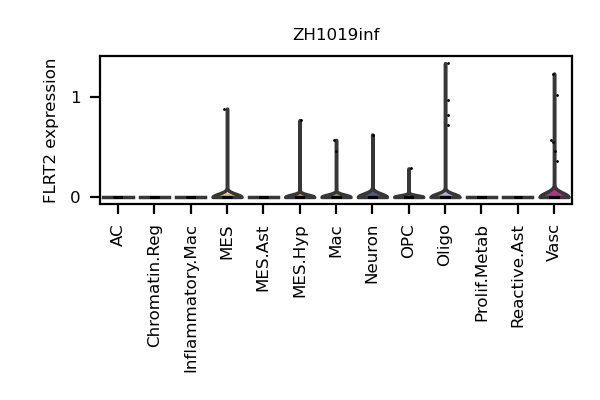 ZH1019inf
FLRT2 expression
1
0
AC
Chromatin.Reg
Inflammatory.Mac
MES
MES.Ast
MES.Hyp
Mac
Neuron
OPC
Oligo
Prolif.Metab
Reactive.Ast
Vasc